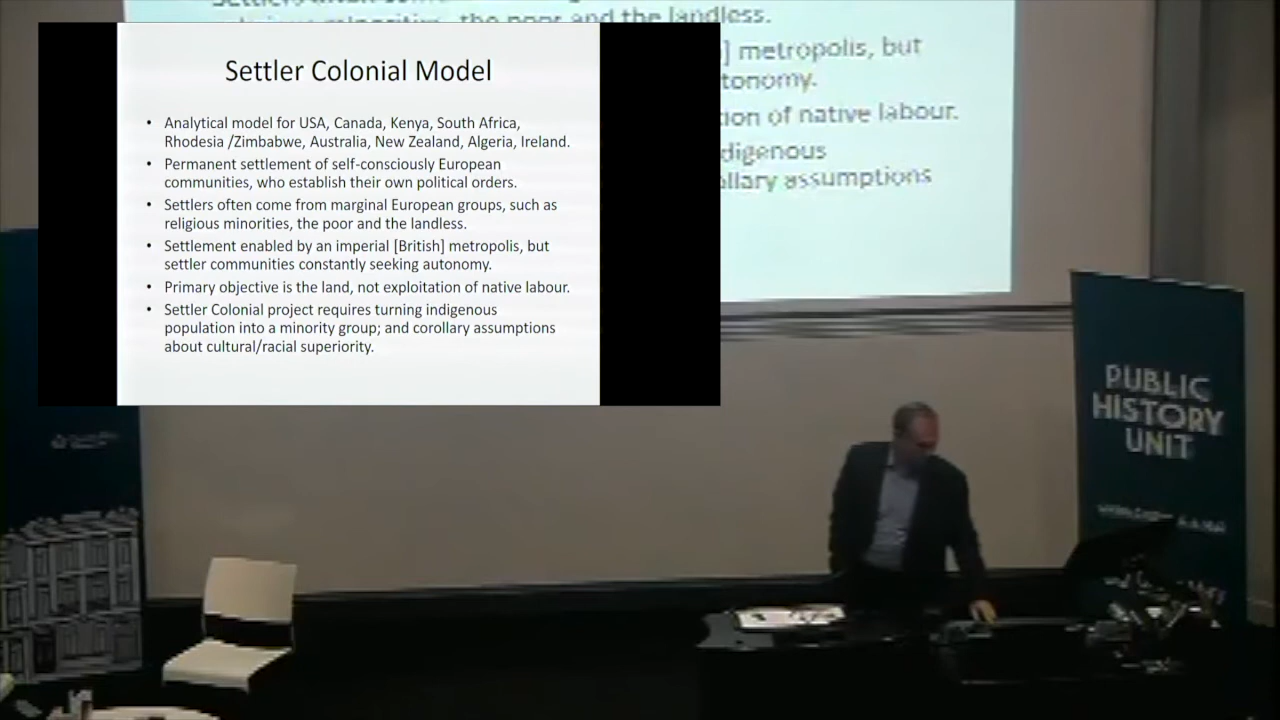 Settler Colonial Model
• Analytical model for USA, Canada, Kenya, South Africa,
Rhodesia /Zimbabwe, Australia, New Zealand, Algeria, Ireland.
• Permanent settlement of self-consciously European
communities, who establish their own political orders.
• Settlers often come from marginal European groups, such as
religious minorities, the poor and the landless.
• Settlement enabled by an imperial [British] metropolis, but
settler communities constantly seeking autonomy.
• Primary objective is the land, not exploitation of native labour.
• Settler Colonial project requires turning indigenous
population into a minority group; and corollary assumptions
about cultural/racial superiority.
the poor and the landless.
] metropolis, but
tonomy.
ion of native labour.
digenous
ollary assumptions
PUBLIC
HISTORY
UNIT